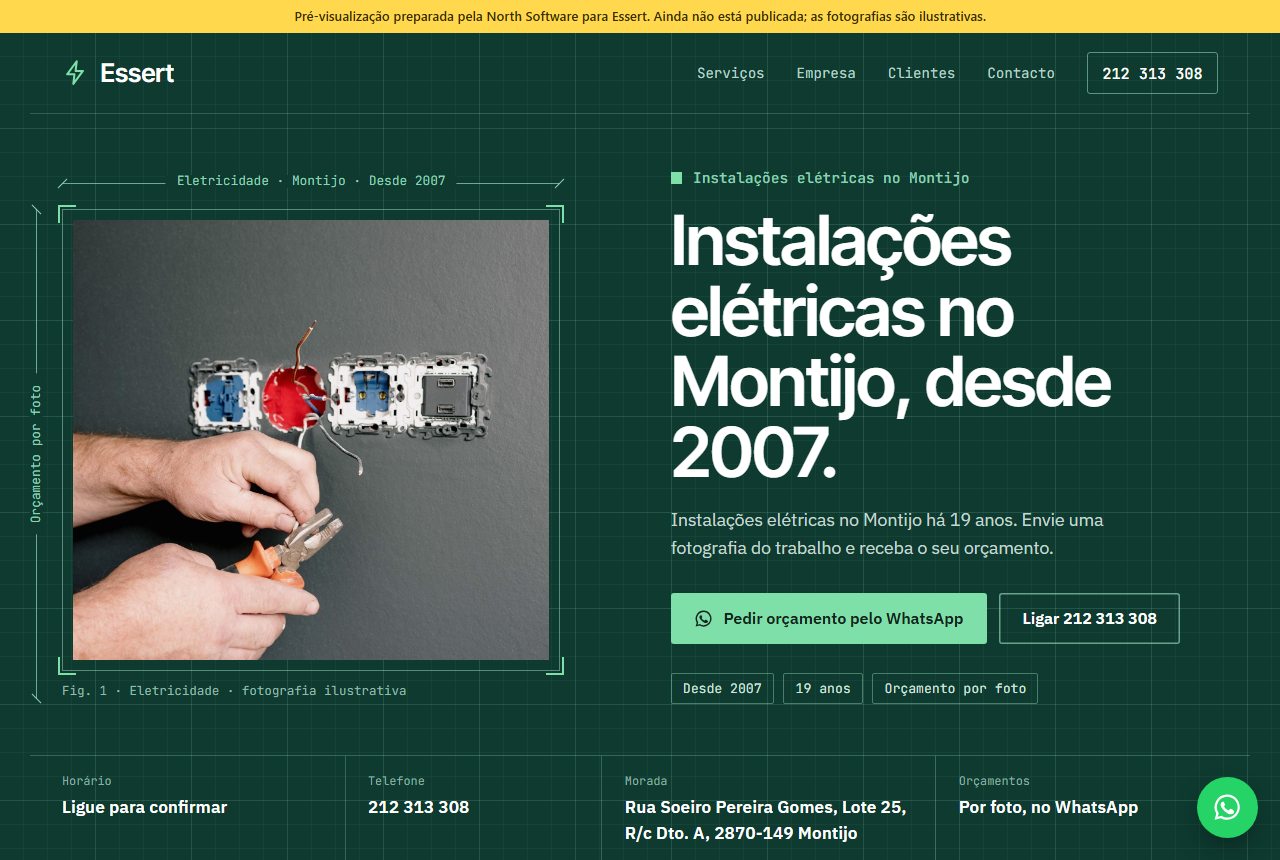 Pré-visualização preparada pela North Software para Essert. Ainda não está publicada; as fotografias são ilustrativas.
Essert
Serviços
Empresa
Clientes
Contacto
212 313 308
Eletricidade · Montijo · Desde 2007
Orçamento por foto
Fig. 1 · Eletricidade · fotografia ilustrativa
Instalações elétricas no Montijo
Instalações
elétricas no
Montijo, desde
2007.
Instalações elétricas no Montijo há 19 anos. Envie uma
fotografia do trabalho e receba o seu orçamento.
Pedir orçamento pelo WhatsApp
Ligar 212 313 308
Desde 2007
19 anos
Orçamento por foto
Horário
Ligue para confirmar
Telefone
212 313 308
Morada
Rua Soeiro Pereira Gomes, Lote 25,
R/c Dto. A, 2870-149 Montijo
Orçamentos
Por foto, no WhatsApp